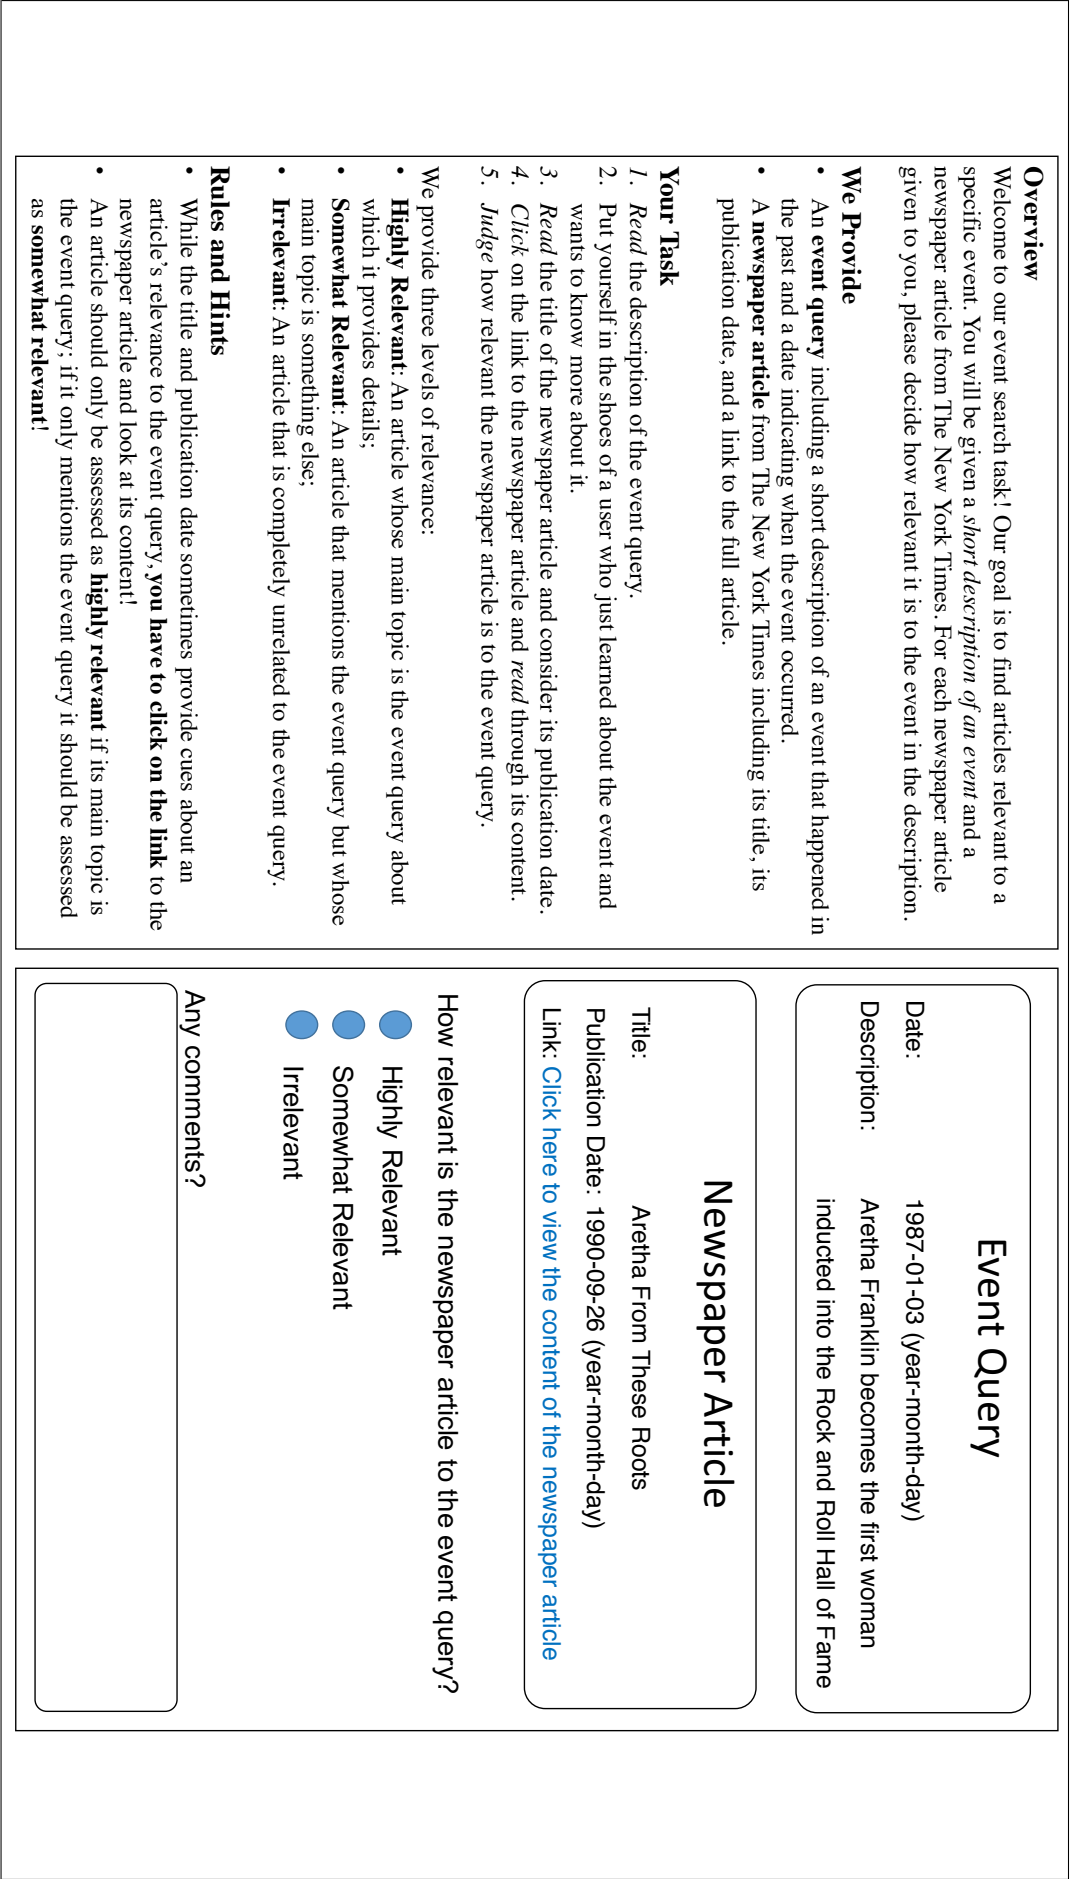 Overview
Welcome to our event search task! Our goal is to find articles relevant to a
specific event. You will be given a short description of an event and a
newspaper article from The New York Times. For each newspaper article
given to you, please decide how relevant it is to the event in the description.
We Provide
• An event query including a short description of an event that happened in
the past and a date indicating when the event occurred.
• A newspaper article from The New York Times including its title, its
publication date, and a link to the full article.
Your Task
1. Read the description of the event query.
2. Put yourself in the shoes of a user who just learned about the event and
wants to know more about it.
3. Read the title of the newspaper article and consider its publication date.
4. Click on the link to the newspaper article and read through its content.
5. Judge how relevant the newspaper article is to the event query.
We provide three levels of relevance:
• Highly Relevant: An article whose main topic is the event query about
which it provides details;
• Somewhat Relevant: An article that mentions the event query but whose
main topic is something else;
• Irrelevant: An article that is completely unrelated to the event query.
Rules and Hints
• While the title and publication date sometimes provide cues about an
article's relevance to the event query, you have to click on the link to the
newspaper article and look at its content!
• An article should only be assessed as highly relevant if its main topic is
the event query; if it only mentions the event query it should be assessed
as somewhat relevant!
Event Query
Date: 1987-01-03 (year-month-day)
Description: Aretha Franklin becomes the first woman
inducted into the Rock and Roll Hall of Fame
Newspaper Article
Title: Aretha From These Roots
Publication Date: 1990-09-26 (year-month-day)
Link: Click here to view the content of the newspaper article
How relevant is the newspaper article to the event query?
Highly Relevant
Somewhat Relevant
Irrelevant
Any comments?